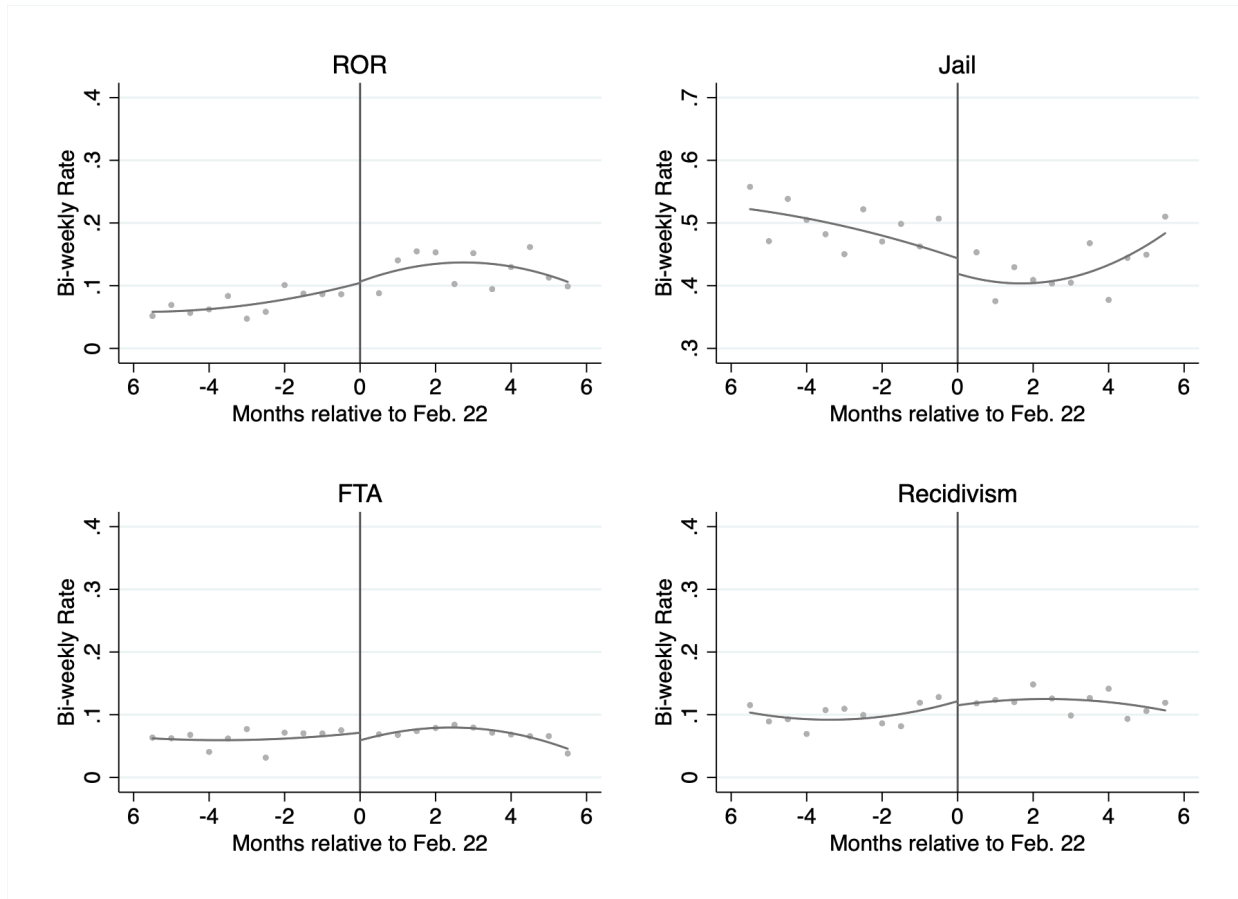 ROR
.4
.3
.2
.1
0
Bi-weekly Rate
6 -4 -2 0 2 4 6
Months relative to Feb. 22
Jail
.7
.6
.5
.4
.3
Bi-weekly Rate
6 -4 -2 0 2 4 6
Months relative to Feb. 22
FTA
.4
.3
.2
.1
0
Bi-weekly Rate
6 -4 -2 0 2 4 6
Months relative to Feb. 22
Recidivism
.4
.3
.2
.1
0
Bi-weekly Rate
6 -4 -2 0 2 4 6
Months relative to Feb. 22